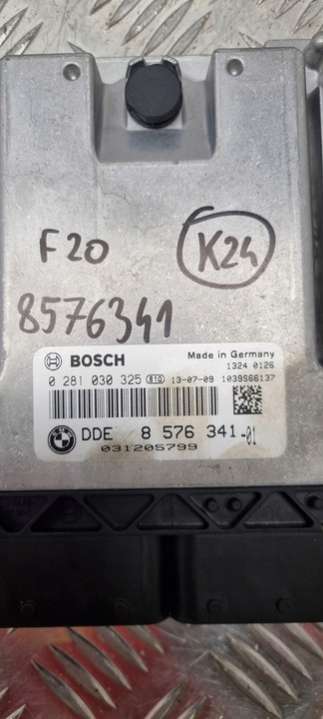 F20
K24
8576341
BOSCH
Made in Germany
1324 0126
0 281 030 325 13-07-09 1039S66137
DDE 8 576 341-01
031205799